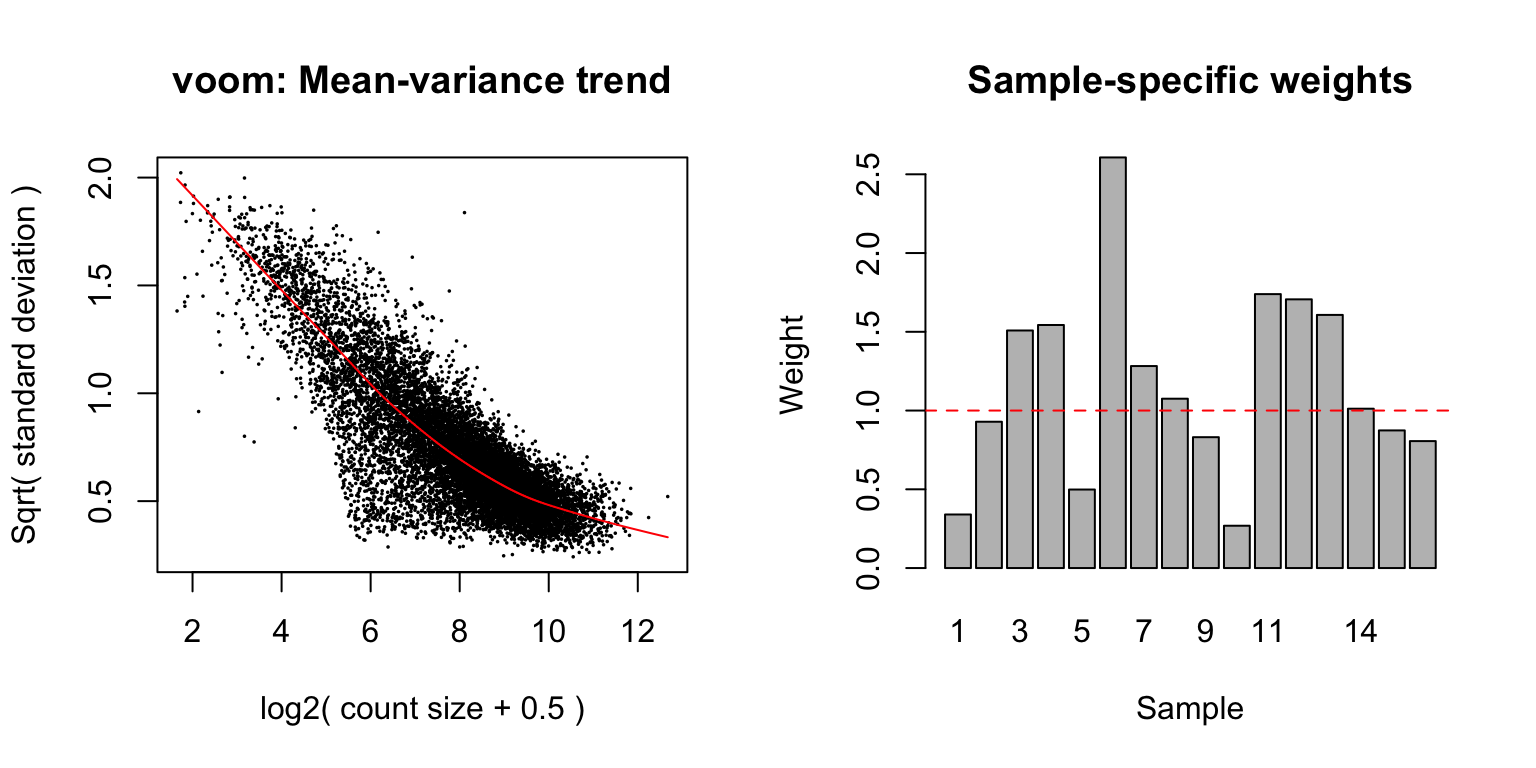 voom: Mean-variance trend
Sqrt( standard deviation )
2.0
1.5
1.0
0.5
2 4 6 8 10 12
log2( count size + 0.5 )
Sample-specific weights
Weight
2.5
2.0
1.5
1.0
0.5
0.0
1 3 5 7 9 11 14
Sample